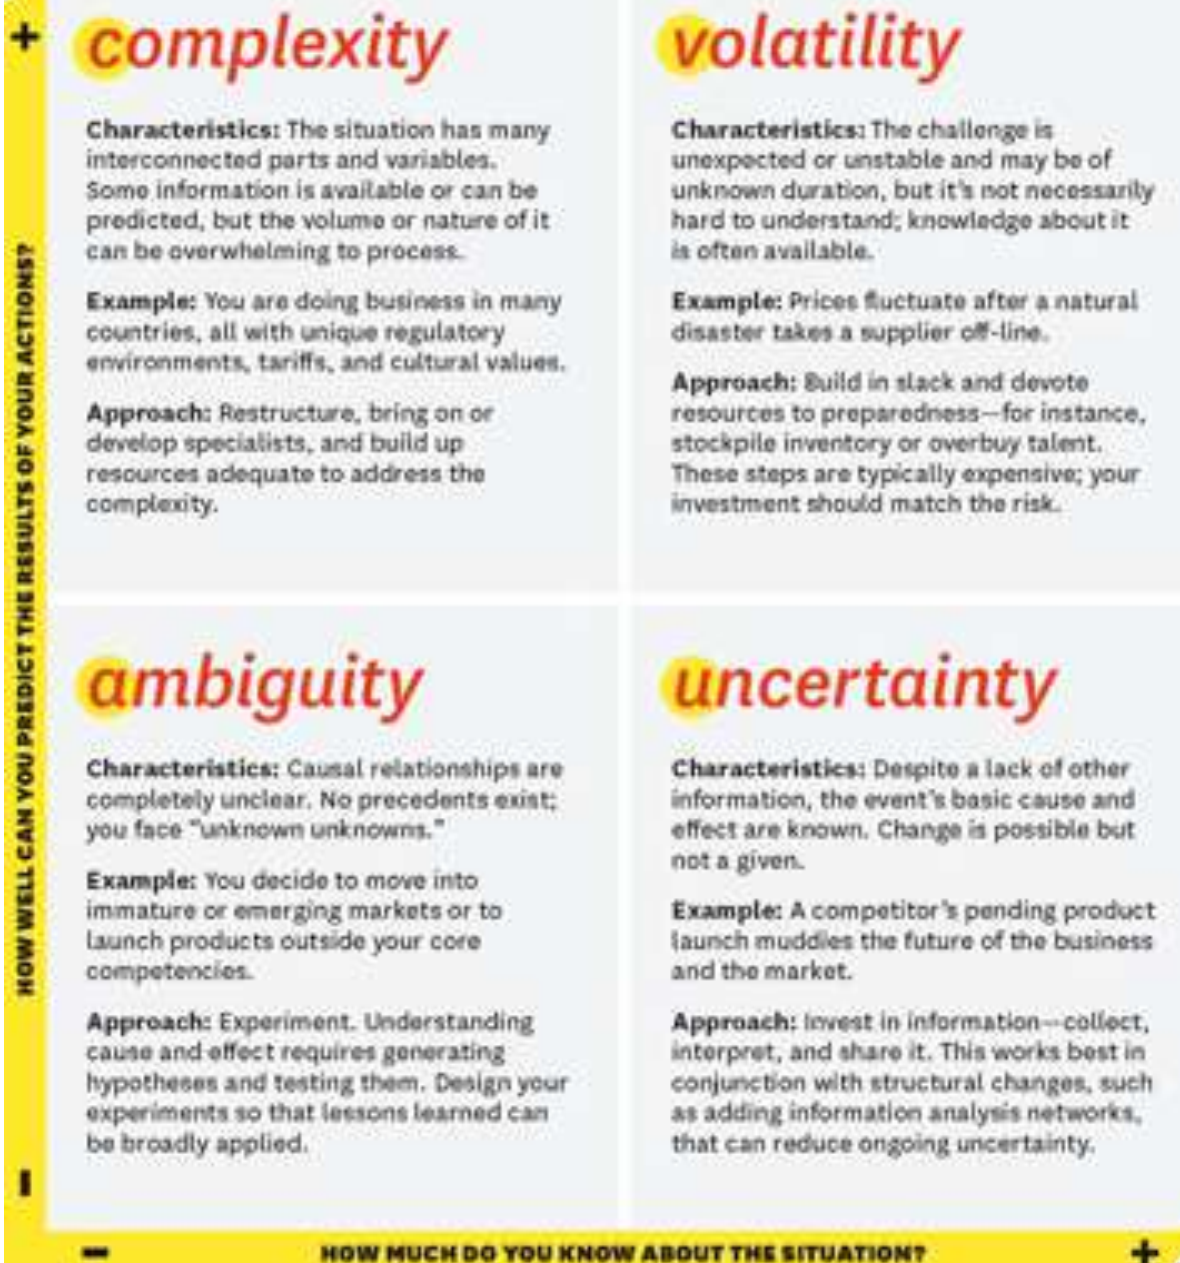 +
HOW WELL CAN YOU PREDICT THE RESULTS OF YOUR ACTIONS?
–
complexity
Characteristics: The situation has many
interconnected parts and variables.
Some information is available or can be
predicted, but the volume or nature of it
can be overwhelming to process.
Example: You are doing business in many
countries, all with unique regulatory
environments, tariffs, and cultural values.
Approach: Restructure, bring on or
develop specialists, and build up
resources adequate to address the
complexity.
volatility
Characteristics: The challenge is
unexpected or unstable and may be of
unknown duration, but it's not necessarily
hard to understand; knowledge about it
is often available.
Example: Prices fluctuate after a natural
disaster takes a supplier off-line.
Approach: Build in slack and devote
resources to preparedness—for instance,
stockpile inventory or overbuy talent.
These steps are typically expensive; your
investment should match the risk.
ambiguity
Characteristics: Causal relationships are
completely unclear. No precedents exist;
you face "unknown unknowns."
Example: You decide to move into
immature or emerging markets or to
launch products outside your core
competencies.
Approach: Experiment. Understanding
cause and effect requires generating
hypotheses and testing them. Design your
experiments so that lessons learned can
be broadly applied.
uncertainty
Characteristics: Despite a lack of other
information, the event's basic cause and
effect are known. Change is possible but
not a given.
Example: A competitor's pending product
launch muddies the future of the business
and the market.
Approach: Invest in information—collect,
interpret, and share it. This works best in
conjunction with structural changes, such
as adding information analysis networks,
that can reduce ongoing uncertainty.
– HOW MUCH DO YOU KNOW ABOUT THE SITUATION? +